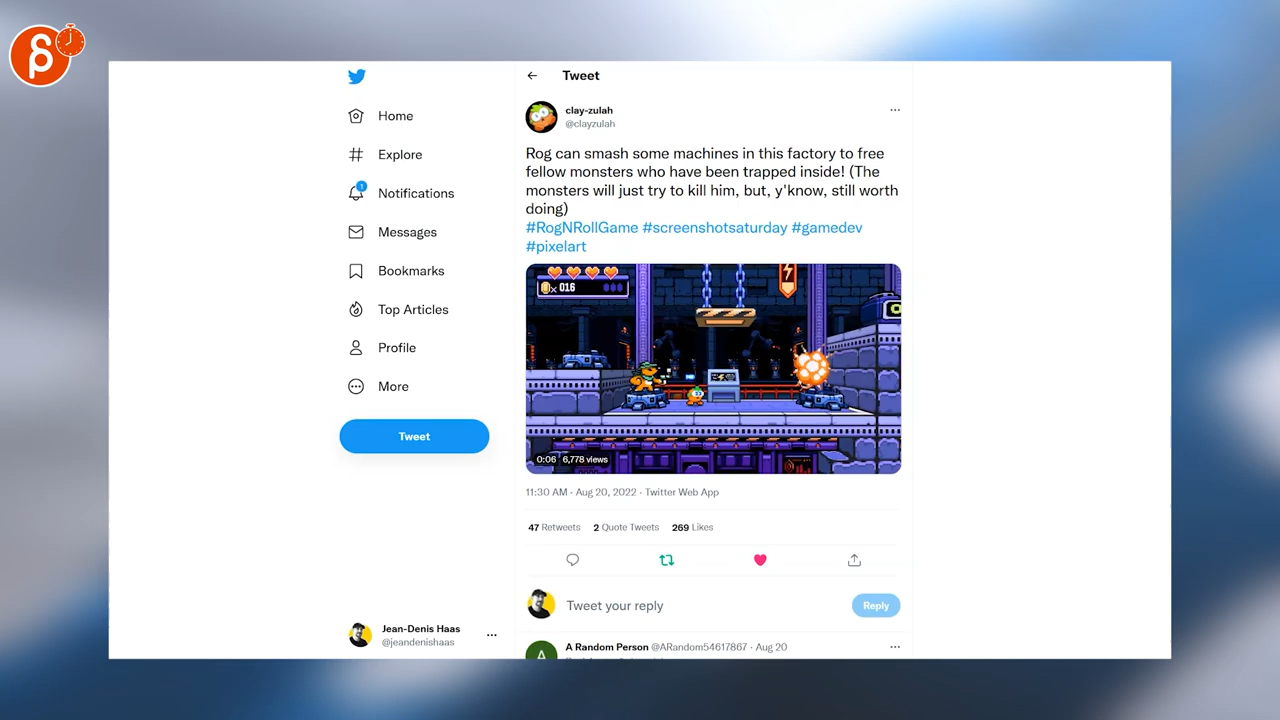 Tweet
Home
Explore
1
Notifications
Messages
Bookmarks
Top Articles
Profile
More
Tweet
Jean-Denis Haas
@jeandenishaas
clay-zulah
@clayzulah
Rog can smash some machines in this factory to free
fellow monsters who have been trapped inside! (The
monsters will just try to kill him, but, y'know, still worth
doing)
#RogNRollGame #screenshotsaturday #gamedev
#pixelart
x 016
0:06 6,778 views
11:30 AM · Aug 20, 2022 · Twitter Web App
47 Retweets 2 Quote Tweets 269 Likes
Tweet your reply
Reply
A
A Random Person @ARandom54617867 · Aug 20